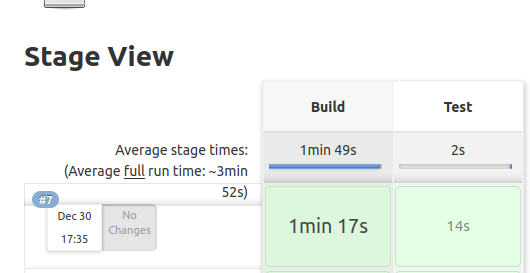 Stage View
Build
Test
Average stage times:
(Average full run time: ~3min
52s)
1min 49s
2s
#7
Dec 30
17:35
No
Changes
1min 17s
14s